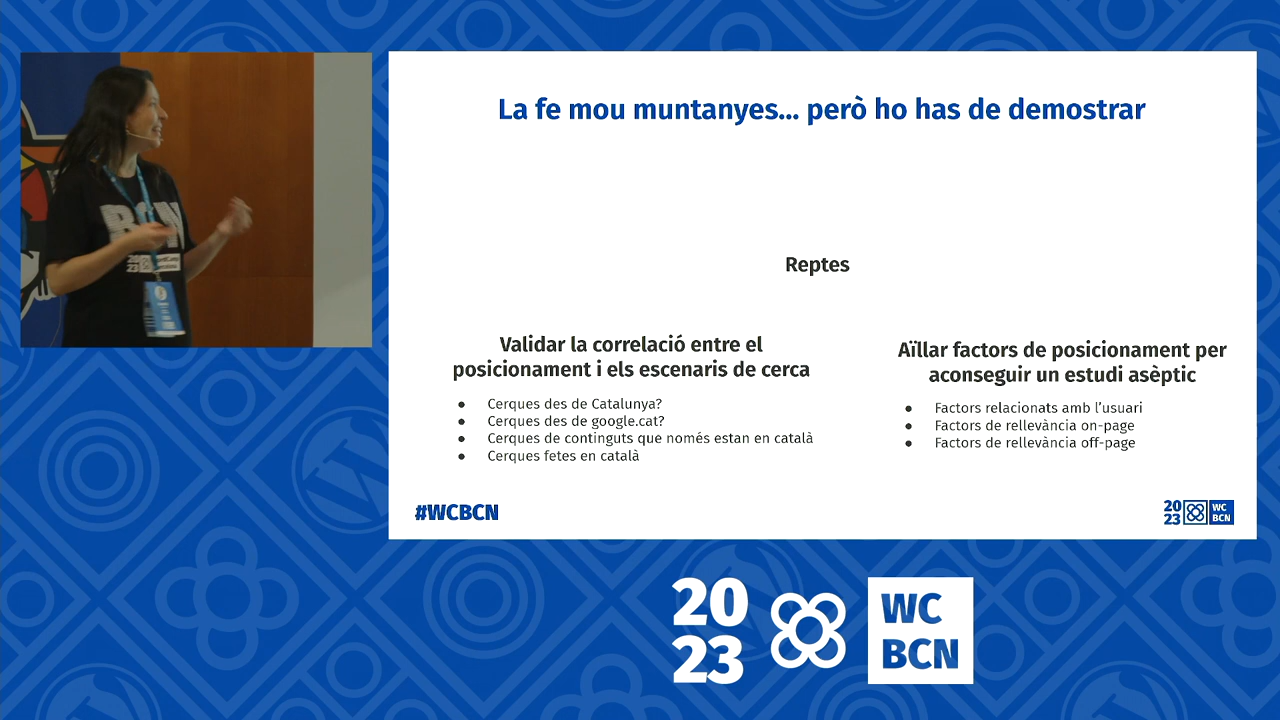 La fe mou muntanyes... però ho has de demostrar
Reptes
Validar la correlació entre el
posicionament i els escenaris de cerca
Cerques des de Catalunya?
Cerques des de google.cat?
Cerques de continguts que només estan en català
Cerques fetes en català
Aïllar factors de posicionament per
aconseguir un estudi asèptic
Factors relacionats amb l'usuari
Factors de rellevància on-page
Factors de rellevància off-page
#WCBCN
20
23
WC
BCN
BCN
20
23
WC
BCN